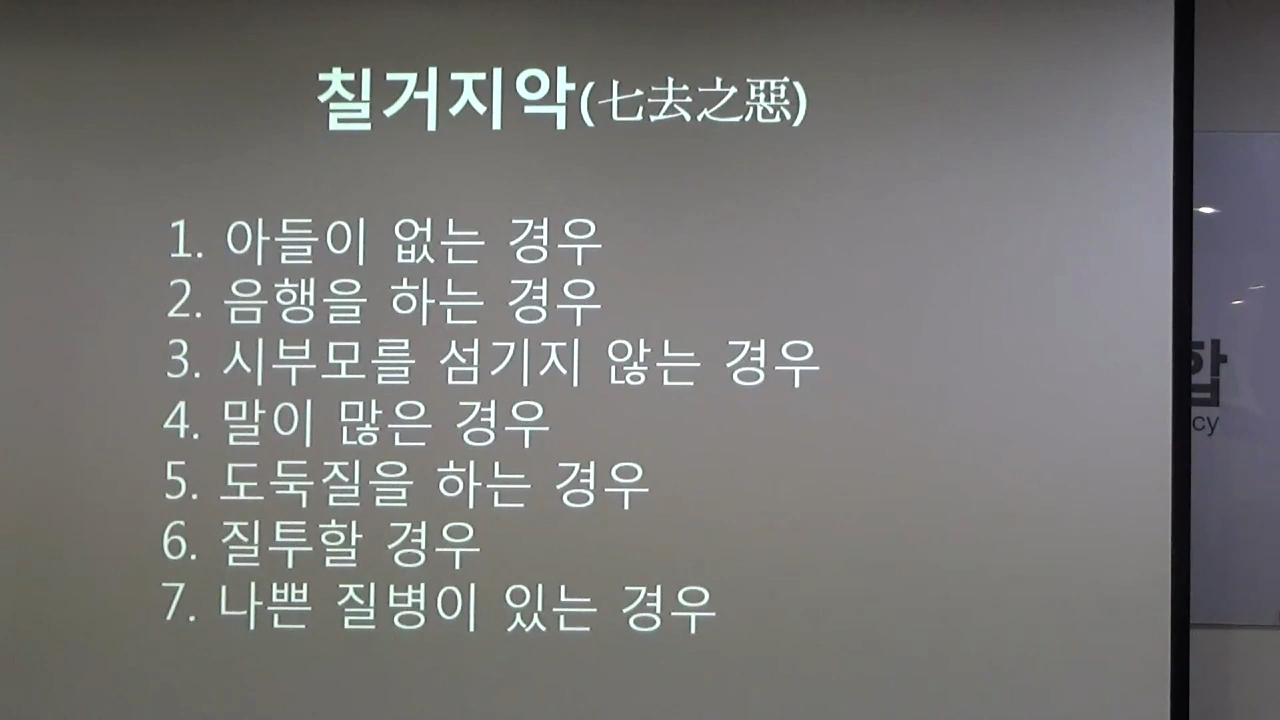 칠거지악(七去之惡)
1. 아들이 없는 경우
2. 음행을 하는 경우
3. 시부모를 섬기지 않는 경우
4. 말이 많은 경우
5. 도둑질을 하는 경우
6. 질투할 경우
7. 나쁜 질병이 있는 경우
합
cy